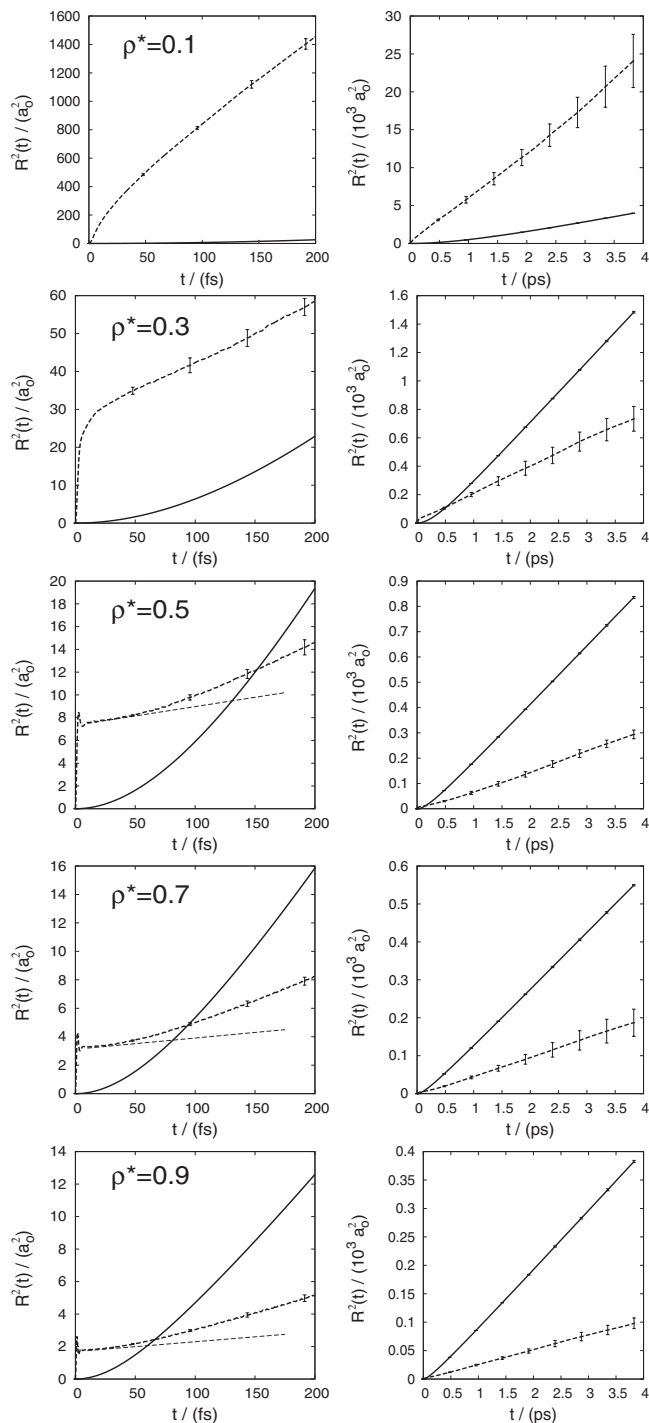 R²(t) / (a₀²)
1600
1400
1200
1000
800
600
400
200
0
ρ*=0.1
0 50 100 150 200
t / (fs)
R²(t) / (10³ a₀²)
30
25
20
15
10
5
0
0 0.5 1 1.5 2 2.5 3 3.5 4
t / (ps)
R²(t) / (a₀²)
60
50
40
30
20
10
0
ρ*=0.3
0 50 100 150 200
t / (fs)
R²(t) / (10³ a₀²)
1.6
1.4
1.2
1
0.8
0.6
0.4
0.2
0
0 0.5 1 1.5 2 2.5 3 3.5 4
t / (ps)
R²(t) / (a₀²)
20
18
16
14
12
10
8
6
4
2
0
ρ*=0.5
0 50 100 150 200
t / (fs)
R²(t) / (10³ a₀²)
0.9
0.8
0.7
0.6
0.5
0.4
0.3
0.2
0.1
0
0 0.5 1 1.5 2 2.5 3 3.5 4
t / (ps)
R²(t) / (a₀²)
16
14
12
10
8
6
4
2
0
ρ*=0.7
0 50 100 150 200
t / (fs)
R²(t) / (10³ a₀²)
0.6
0.5
0.4
0.3
0.2
0.1
0
0 0.5 1 1.5 2 2.5 3 3.5 4
t / (ps)
R²(t) / (a₀²)
14
12
10
8
6
4
2
0
ρ*=0.9
0 50 100 150 200
t / (fs)
R²(t) / (10³ a₀²)
0.4
0.35
0.3
0.25
0.2
0.15
0.1
0.05
0
0 0.5 1 1.5 2 2.5 3 3.5 4
t / (ps)